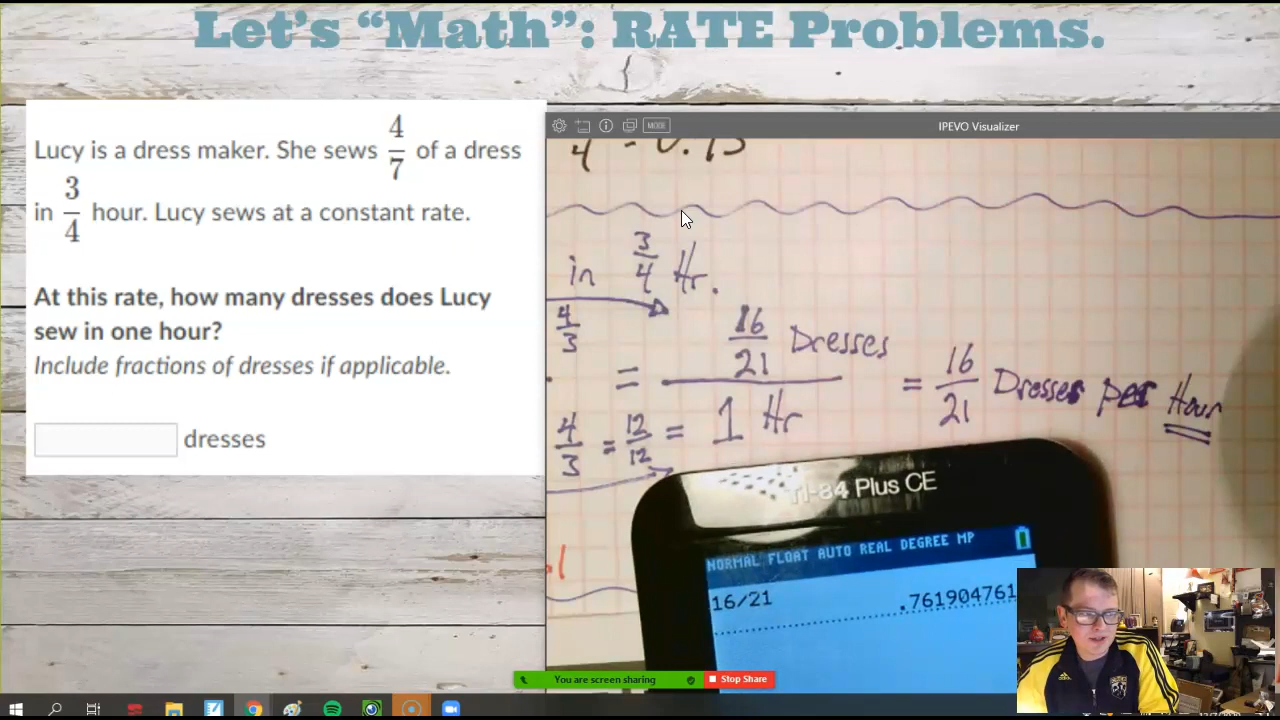 Let's “Math”: RATE Problems.
Lucy is a dress maker. She sews 4/7 of a dress
in 3/4 hour. Lucy sews at a constant rate.
At this rate, how many dresses does Lucy
sew in one hour?
Include fractions of dresses if applicable.
dresses
MODE
IPEVO Visualizer
in 3/4 Hr.
4/3
= 16/21 Dresses
1 Hr
= 16/21 Dresses per Hour
4/3 = 12/12 =
TI-84 Plus CE
NORMAL FLOAT AUTO REAL DEGREE MP
16/21 .761904761
You are screen sharing
Stop Share